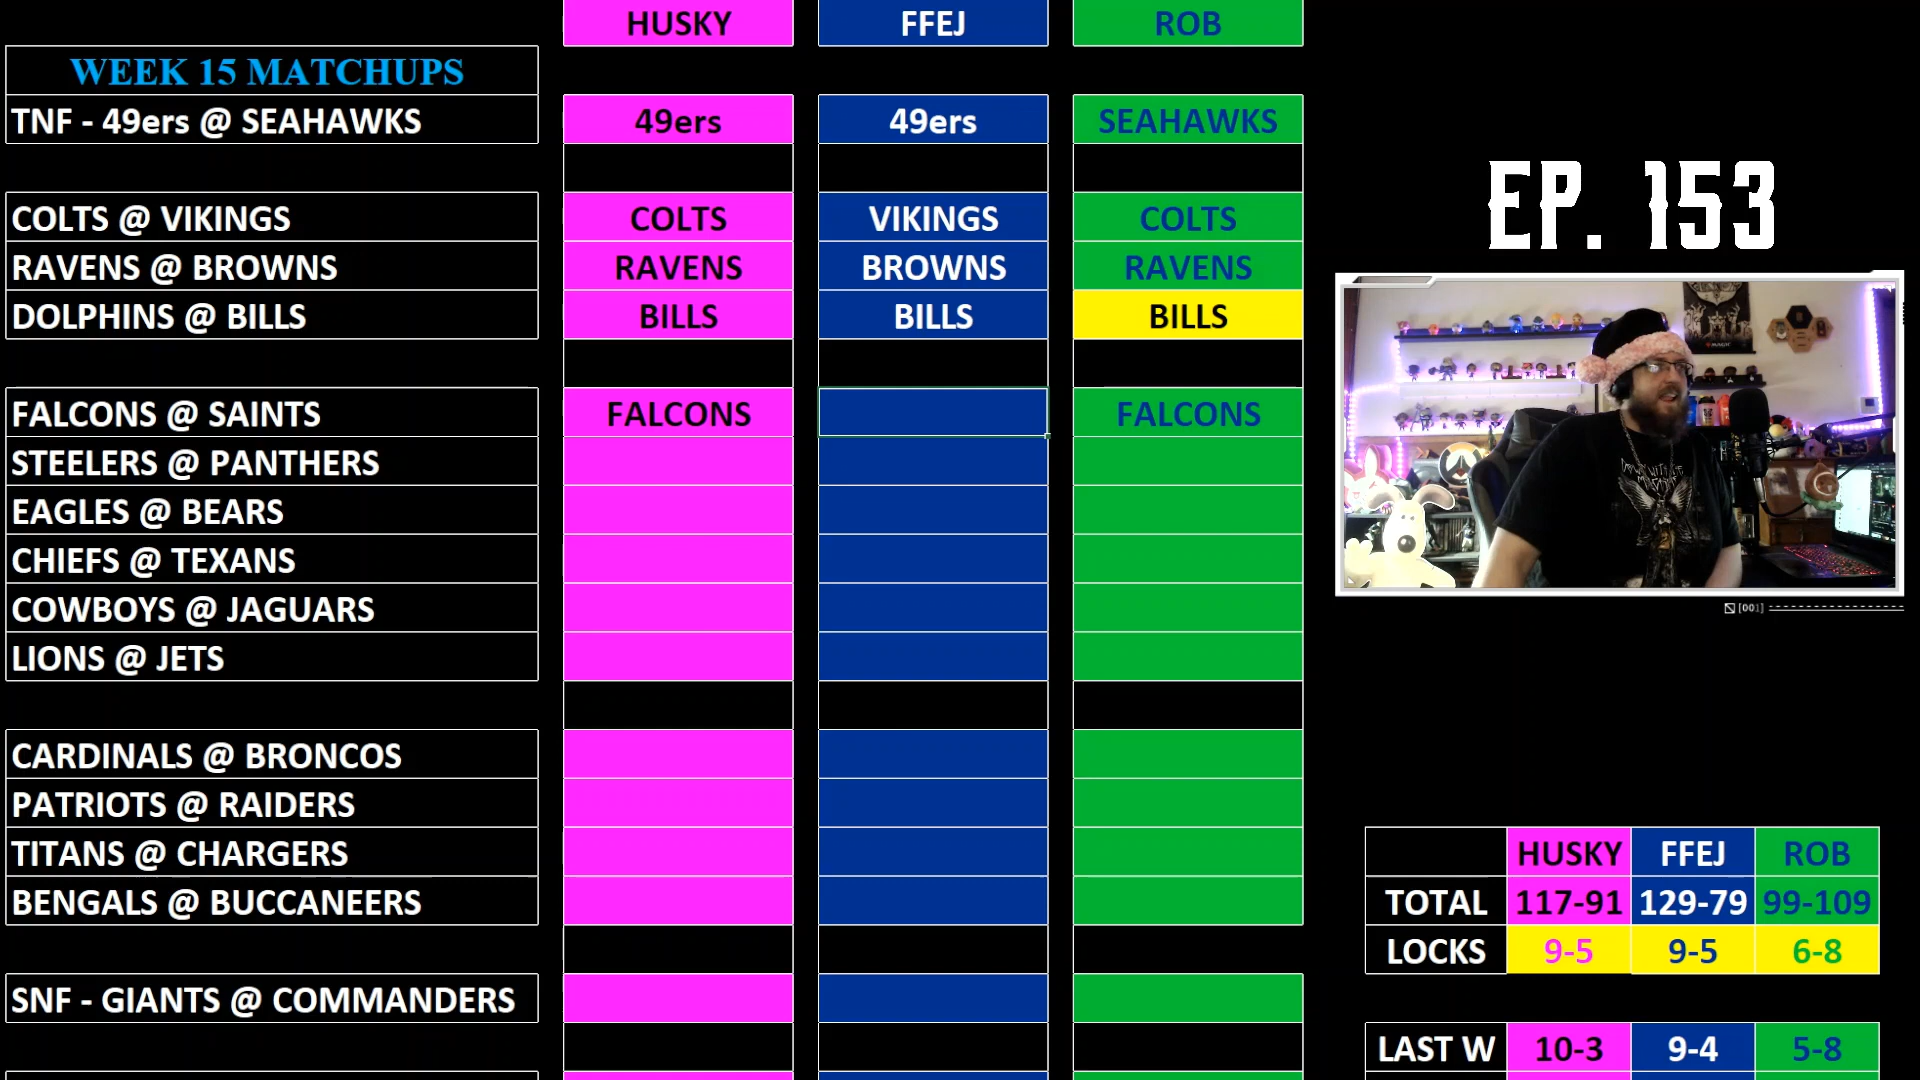 HUSKY FFEJ ROB
WEEK 15 MATCHUPS
TNF - 49ers @ SEAHAWKS 49ers 49ers SEAHAWKS
COLTS @ VIKINGS COLTS VIKINGS COLTS
RAVENS @ BROWNS RAVENS BROWNS RAVENS
DOLPHINS @ BILLS BILLS BILLS BILLS
FALCONS @ SAINTS FALCONS FALCONS
STEELERS @ PANTHERS
EAGLES @ BEARS
CHIEFS @ TEXANS
COWBOYS @ JAGUARS
LIONS @ JETS
CARDINALS @ BRONCOS
PATRIOTS @ RAIDERS
TITANS @ CHARGERS
BENGALS @ BUCCANEERS
SNF - GIANTS @ COMMANDERS
EP. 153
[001]
HUSKY FFEJ ROB
TOTAL 117-91 129-79 99-109
LOCKS 9-5 9-5 6-8
LAST W 10-3 9-4 5-8